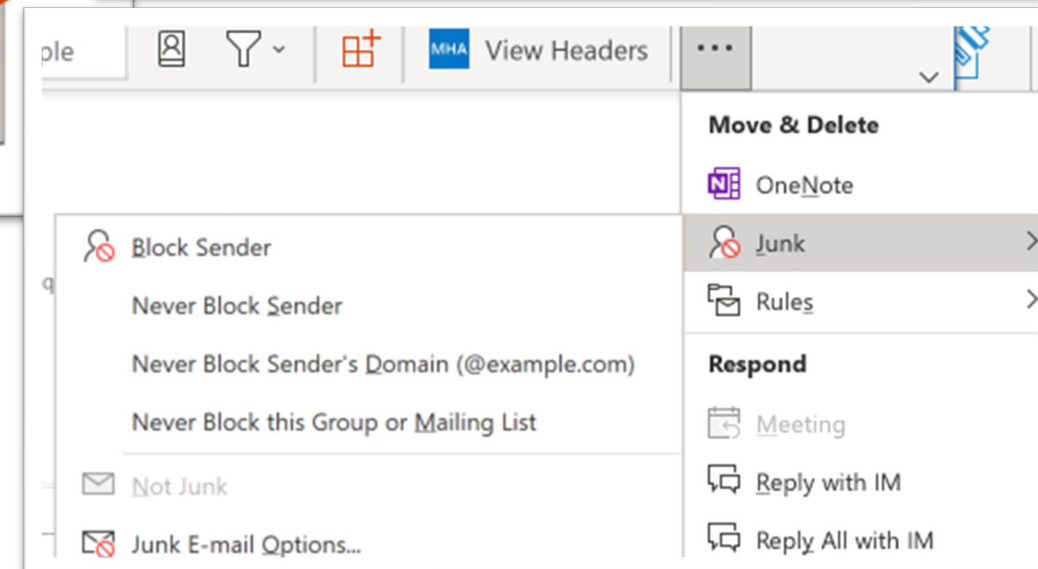 ple
MHA View Headers
Move & Delete
OneNote
Junk
Rules
Respond
Meeting
Reply with IM
Reply All with IM
Block Sender
q
Never Block Sender
Never Block Sender's Domain (@example.com)
Never Block this Group or Mailing List
Not Junk
Junk E-mail Options...